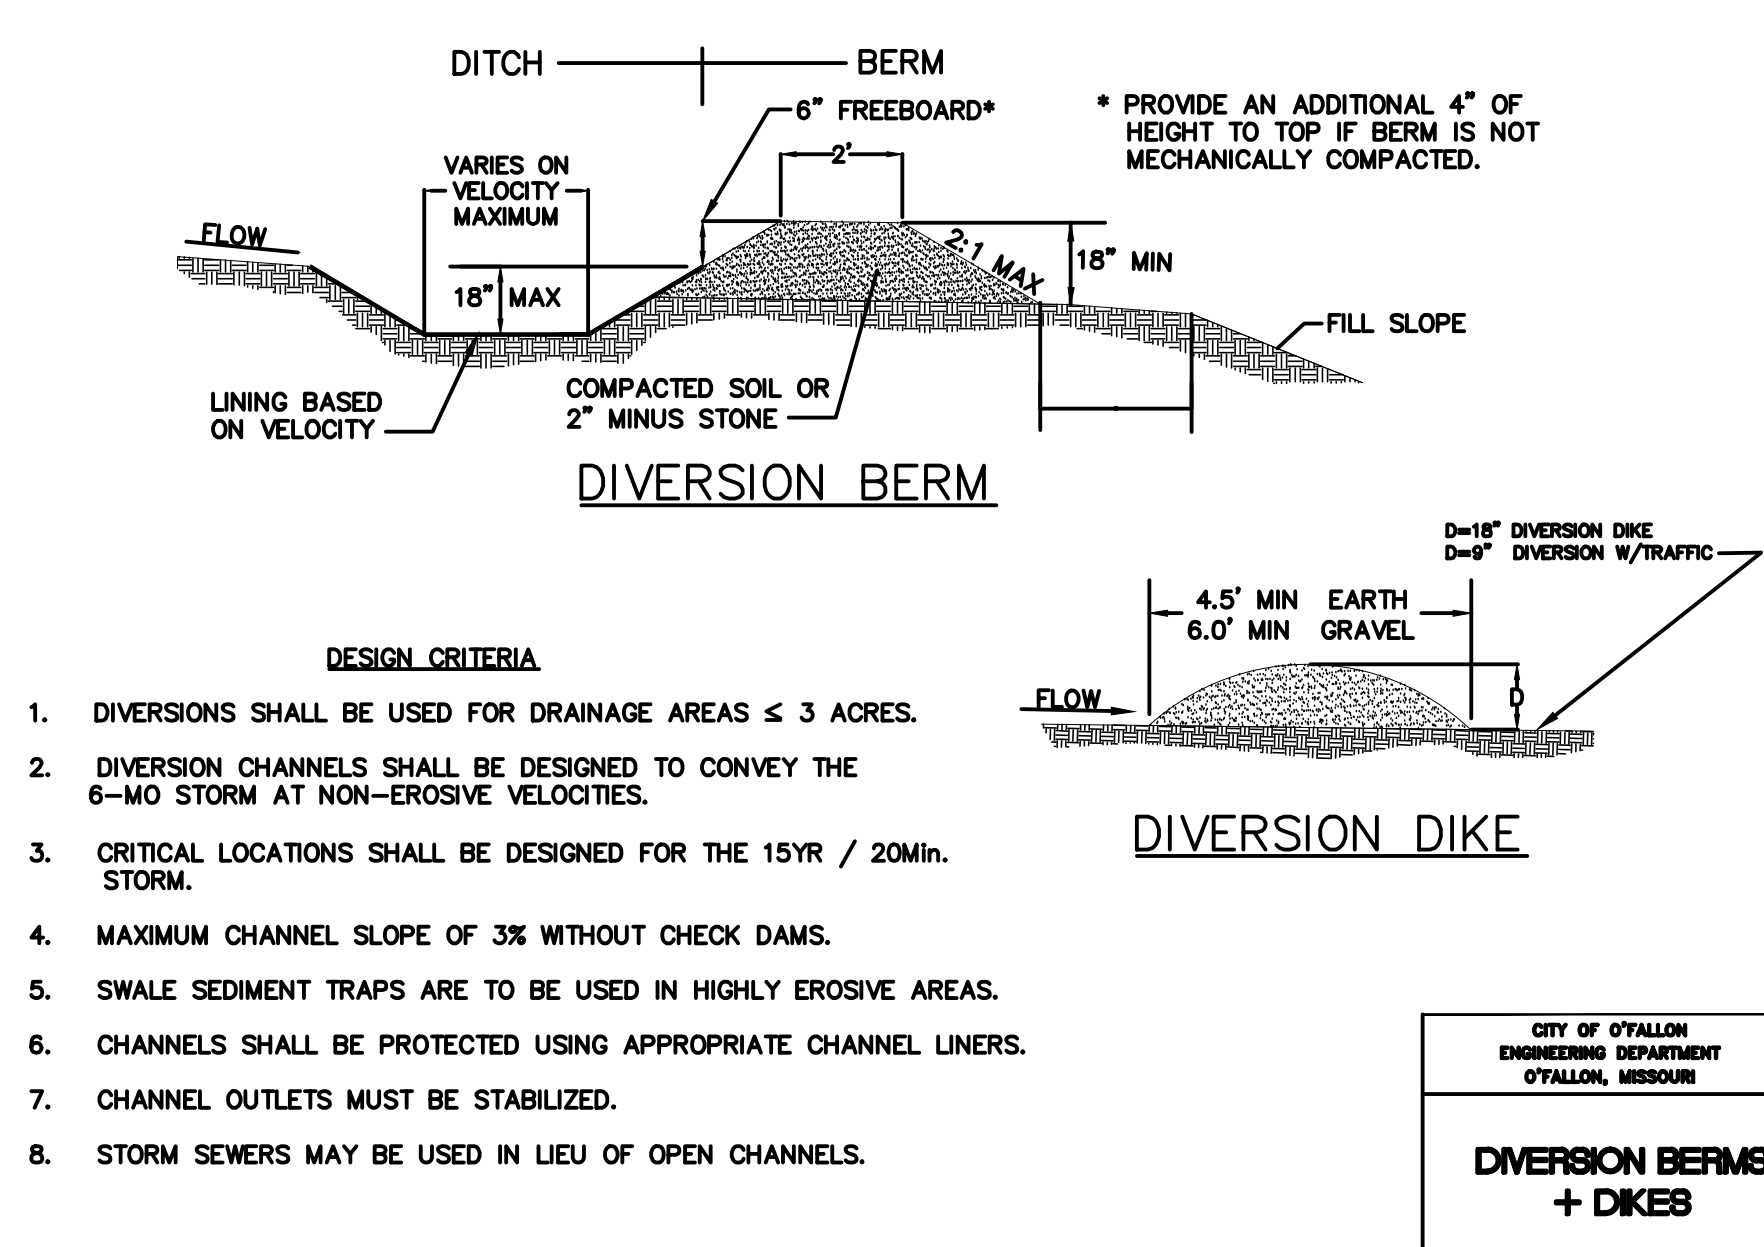 DITCH
BERM
6" FREEBOARD*
* PROVIDE AN ADDITIONAL 4" OF
HEIGHT TO TOP IF BERM IS NOT
MECHANICALLY COMPACTED.
2'
VARIES ON
VELOCITY
MAXIMUM
FLOW
18" MAX
2:1 MAX
18" MIN
FILL SLOPE
LINING BASED
ON VELOCITY
COMPACTED SOIL OR
2" MINUS STONE
DIVERSION BERM
D=18" DIVERSION DIKE
D=9" DIVERSION W/TRAFFIC
4.5' MIN EARTH
6.0' MIN GRAVEL
FLOW
D
DIVERSION DIKE
DESIGN CRITERIA
1. DIVERSIONS SHALL BE USED FOR DRAINAGE AREAS ≤ 3 ACRES.
2. DIVERSION CHANNELS SHALL BE DESIGNED TO CONVEY THE
6-MO STORM AT NON-EROSIVE VELOCITIES.
3. CRITICAL LOCATIONS SHALL BE DESIGNED FOR THE 15YR / 20Min.
STORM.
4. MAXIMUM CHANNEL SLOPE OF 3% WITHOUT CHECK DAMS.
5. SWALE SEDIMENT TRAPS ARE TO BE USED IN HIGHLY EROSIVE AREAS.
6. CHANNELS SHALL BE PROTECTED USING APPROPRIATE CHANNEL LINERS.
7. CHANNEL OUTLETS MUST BE STABILIZED.
8. STORM SEWERS MAY BE USED IN LIEU OF OPEN CHANNELS.
CITY OF O'FALLON
ENGINEERING DEPARTMENT
O'FALLON, MISSOURI
DIVERSION BERMS
+ DIKES